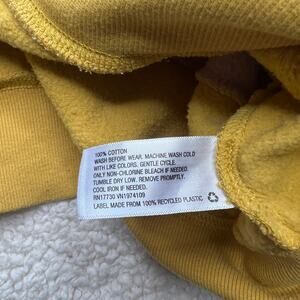 100% COTTON
WASH BEFORE WEAR. MACHINE WASH COLD
WITH LIKE COLORS. GENTLE CYCLE.
ONLY NON-CHLORINE BLEACH IF NEEDED.
TUMBLE DRY LOW. REMOVE PROMPTLY.
COOL IRON IF NEEDED.
RN17730 VN1974109
LABEL MADE FROM 100% RECYCLED PLASTIC